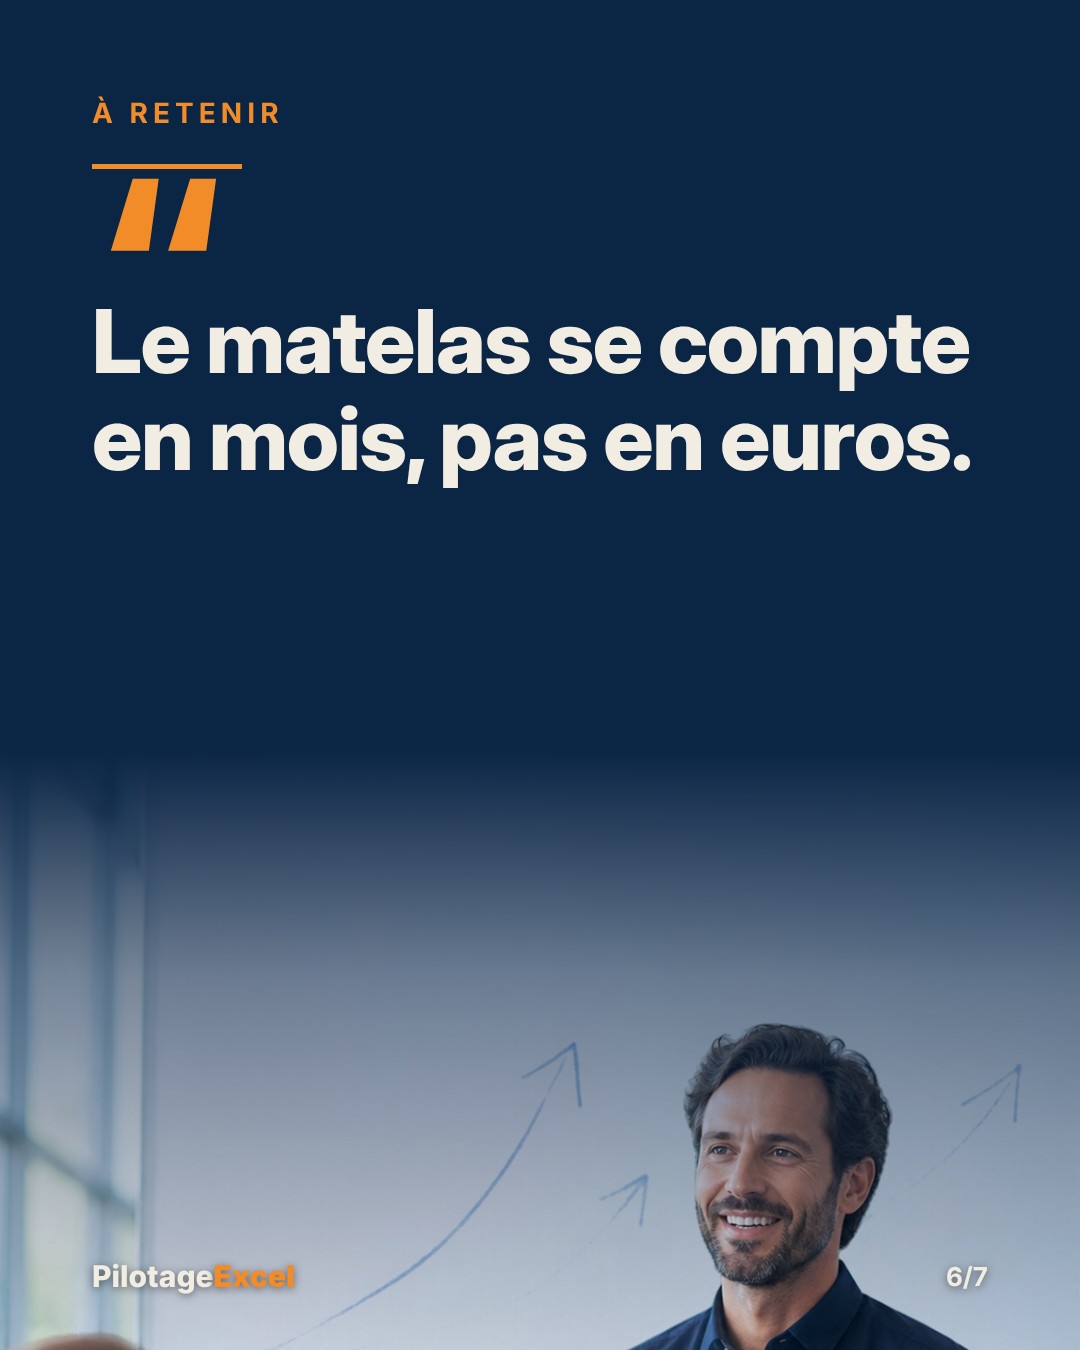 À RETENIR
"
Le matelas se compte
en mois, pas en euros.
PilotageExcel
6/7